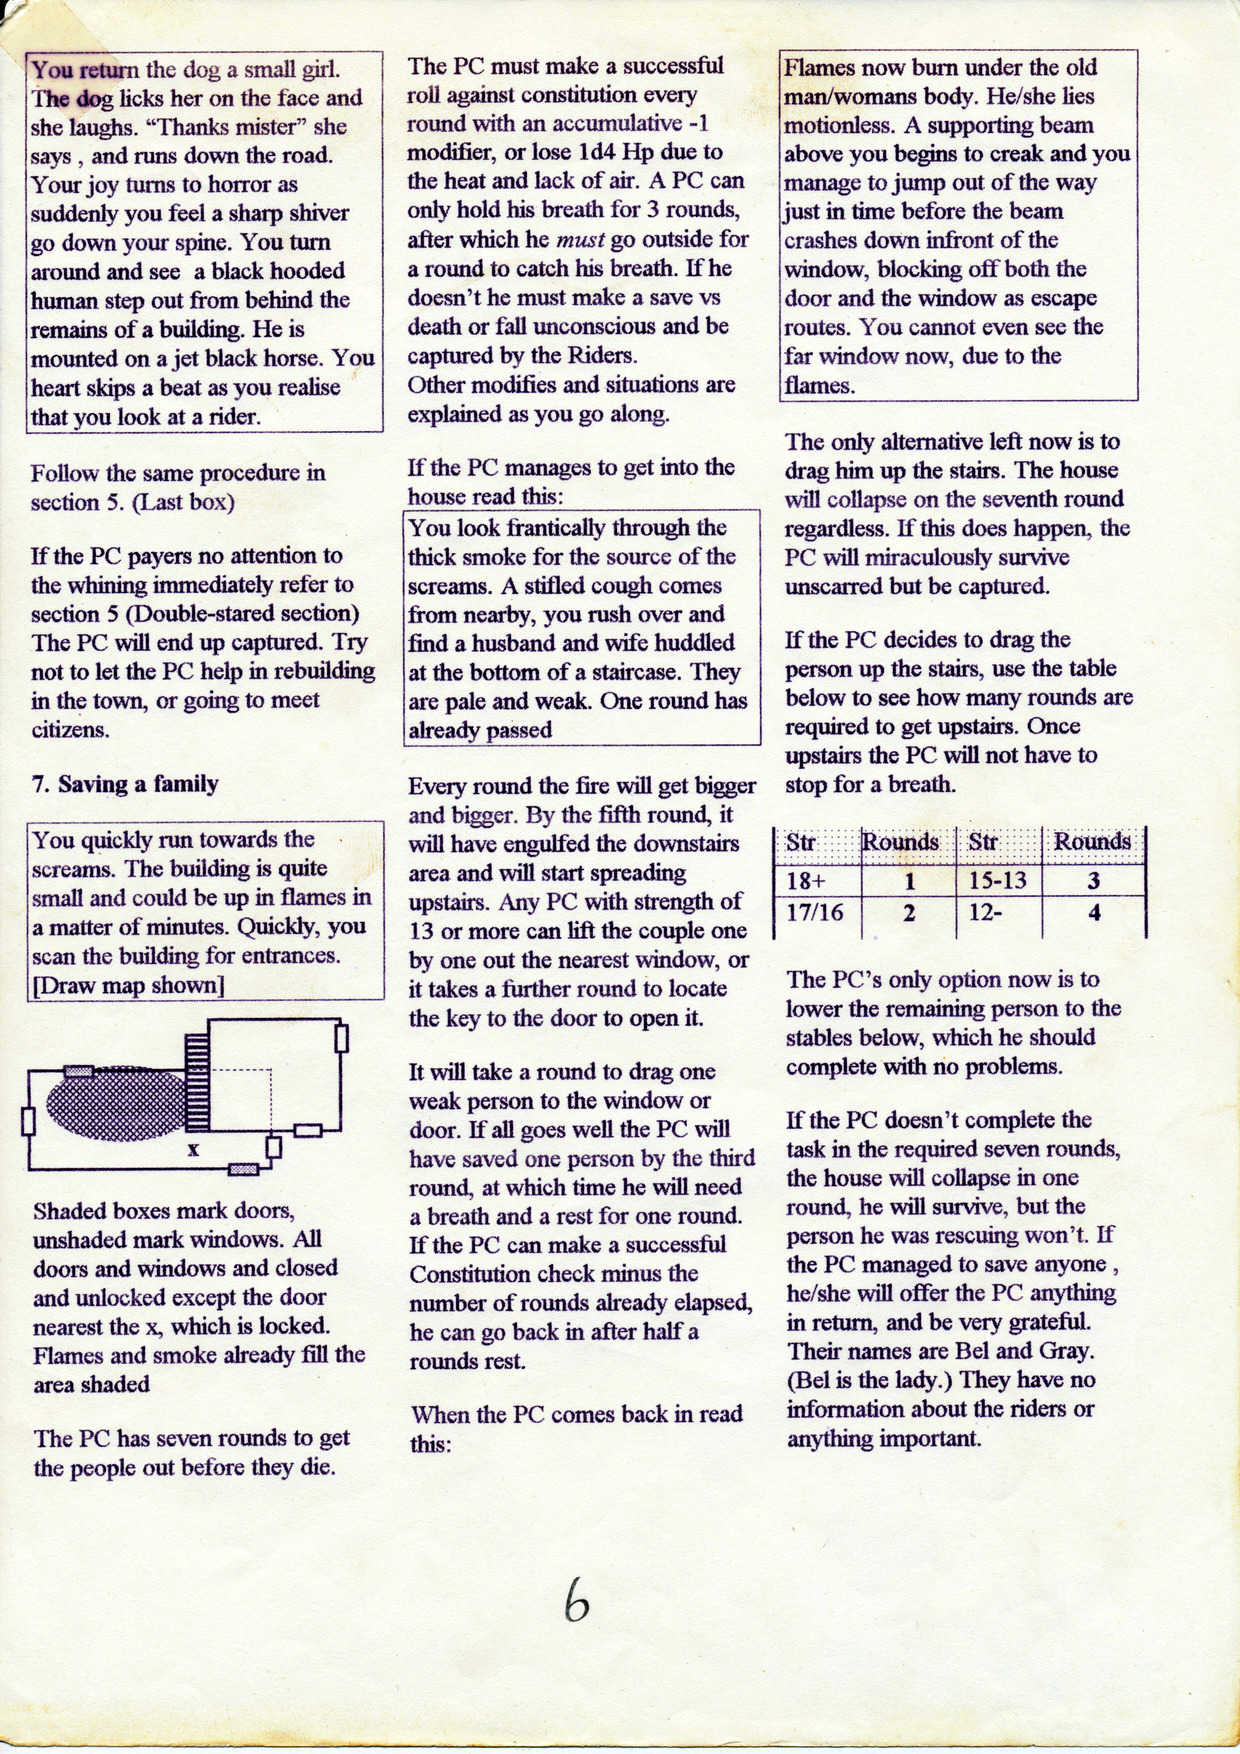 You return the dog a small girl.
The dog licks her on the face and
she laughs. “Thanks mister” she
says , and runs down the road.
Your joy turns to horror as
suddenly you feel a sharp shiver
go down your spine. You turn
around and see  a black hooded
human step out from behind the
remains of a building. He is
mounted on a jet black horse. You
heart skips a beat as you realise
that you look at a rider.
Follow the same procedure in
section 5. (Last box)
If the PC payers no attention to
the whining immediately refer to
section 5 (Double-stared section)
The PC will end up captured. Try
not to let the PC help in rebuilding
in the town, or going to meet
citizens.
7. Saving a family
You quickly run towards the
screams. The building is quite
small and could be up in flames in
a matter of minutes. Quickly, you
scan the building for entrances.
[Draw map shown]
x
Shaded boxes mark doors,
unshaded mark windows. All
doors and windows and closed
and unlocked except the door
nearest the x, which is locked.
Flames and smoke already fill the
area shaded
The PC has seven rounds to get
the people out before they die.
The PC must make a successful
roll against constitution every
round with an accumulative -1
modifier, or lose 1d4 Hp due to
the heat and lack of air. A PC can
only hold his breath for 3 rounds,
after which he must go outside for
a round to catch his breath. If he
doesn’t he must make a save vs
death or fall unconscious and be
captured by the Riders.
Other modifies and situations are
explained as you go along.
If the PC manages to get into the
house read this:
You look frantically through the
thick smoke for the source of the
screams. A stifled cough comes
from nearby, you rush over and
find a husband and wife huddled
at the bottom of a staircase. They
are pale and weak. One round has
already passed
Every round the fire will get bigger
and bigger. By the fifth round, it
will have engulfed the downstairs
area and will start spreading
upstairs. Any PC with strength of
13 or more can lift the couple one
by one out the nearest window, or
it takes a further round to locate
the key to the door to open it.
It will take a round to drag one
weak person to the window or
door. If all goes well the PC will
have saved one person by the third
round, at which time he will need
a breath and a rest for one round.
If the PC can make a successful
Constitution check minus the
number of rounds already elapsed,
he can go back in after half a
rounds rest.
When the PC comes back in read
this:
Flames now burn under the old
man/womans body. He/she lies
motionless. A supporting beam
above you begins to creak and you
manage to jump out of the way
just in time before the beam
crashes down infront of the
window, blocking off both the
door and the window as escape
routes. You cannot even see the
far window now, due to the
flames.
The only alternative left now is to
drag him up the stairs. The house
will collapse on the seventh round
regardless. If this does happen, the
PC will miraculously survive
unscarred but be captured.
If the PC decides to drag the
person up the stairs, use the table
below to see how many rounds are
required to get upstairs. Once
upstairs the PC will not have to
stop for a breath.
Str Rounds Str Rounds
18+ 1 15-13 3
17/16 2 12- 4
The PC’s only option now is to
lower the remaining person to the
stables below, which he should
complete with no problems.
If the PC doesn’t complete the
task in the required seven rounds,
the house will collapse in one
round, he will survive, but the
person he was rescuing won’t. If
the PC managed to save anyone ,
he/she will offer the PC anything
in return, and be very grateful.
Their names are Bel and Gray.
(Bel is the lady.) They have no
information about the riders or
anything important.
6